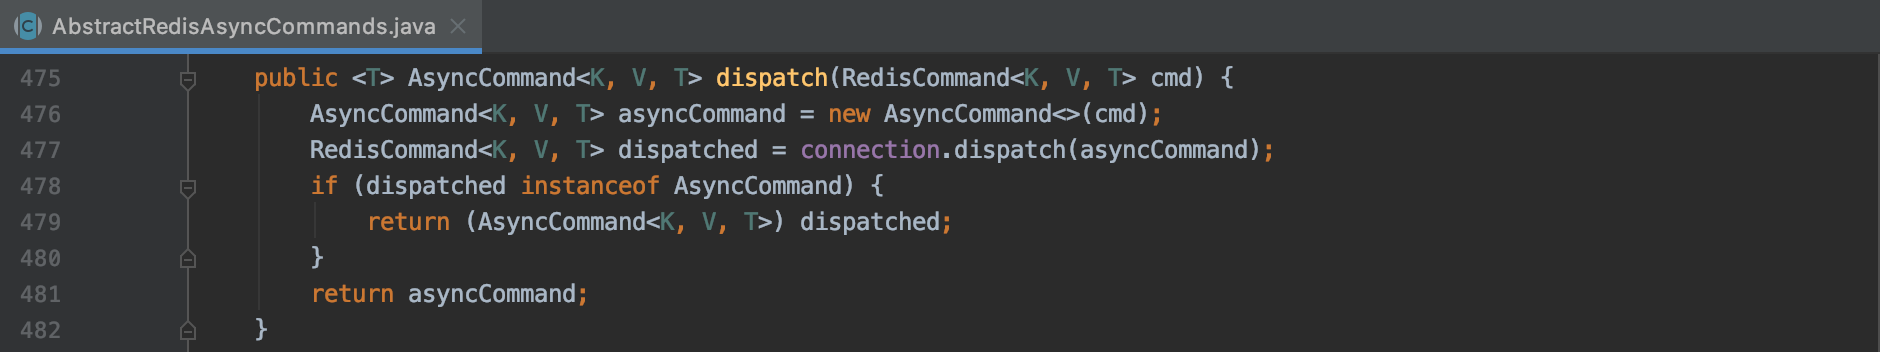 AbstractRedisAsyncCommands.java
475 public <T> AsyncCommand<K, V, T> dispatch(RedisCommand<K, V, T> cmd) {
476 AsyncCommand<K, V, T> asyncCommand = new AsyncCommand<>(cmd);
477 RedisCommand<K, V, T> dispatched = connection.dispatch(asyncCommand);
478 if (dispatched instanceof AsyncCommand) {
479 return (AsyncCommand<K, V, T>) dispatched;
480 }
481 return asyncCommand;
482 }